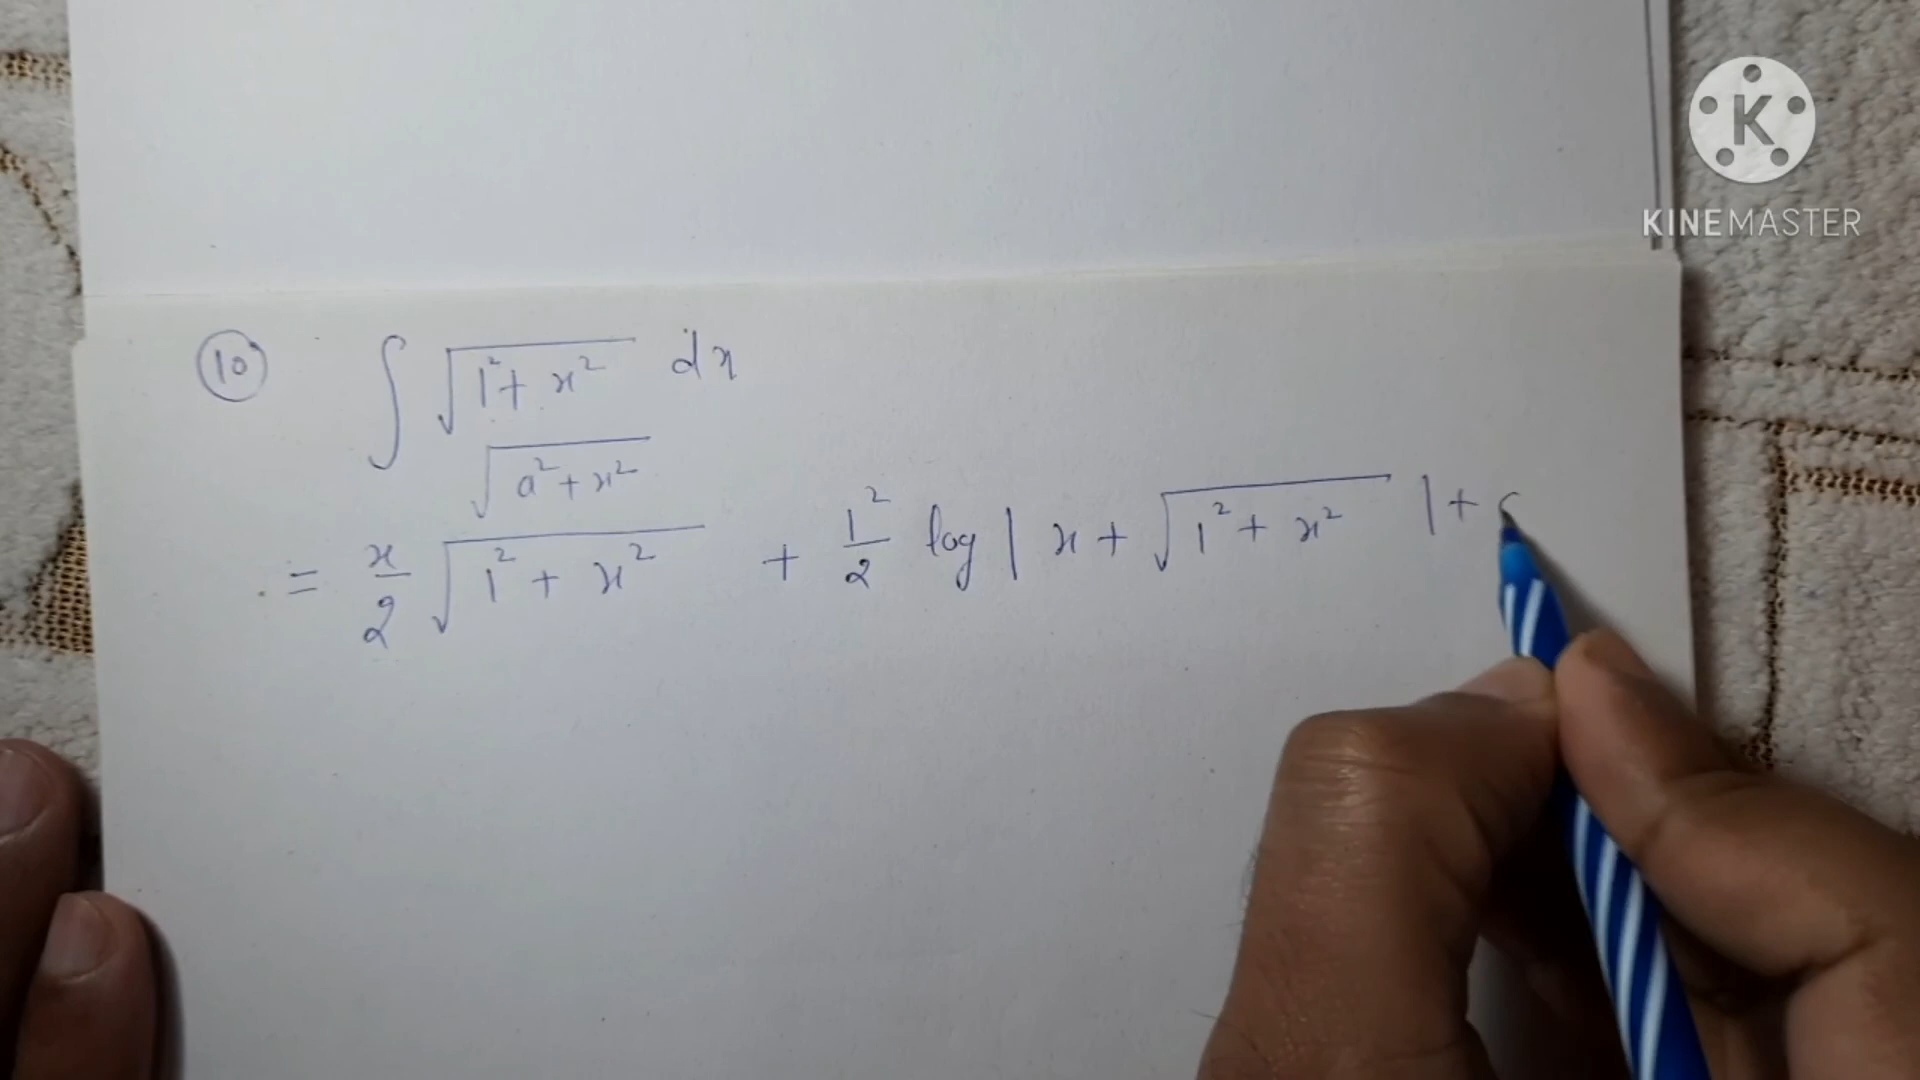 K
KINEMASTER
10 ∫ √(1² + x²) dx
√(a² + x²)
= x/2 √(1² + x²) + 1²/2 log | x + √(1² + x²) | + c